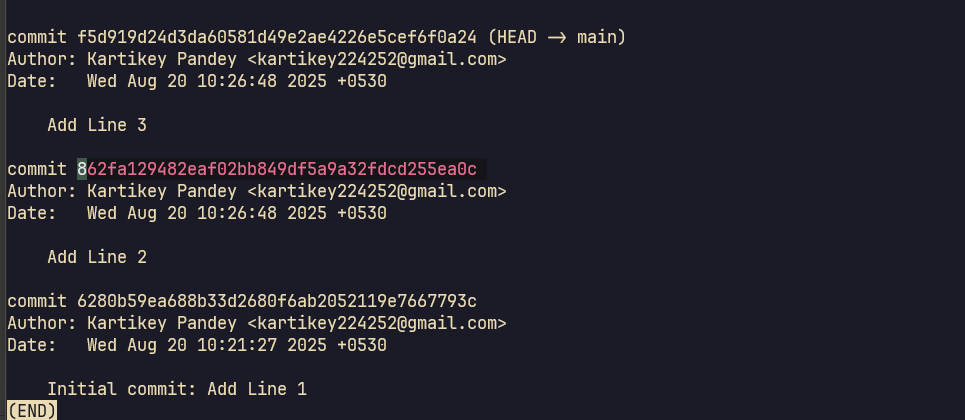 commit f5d919d24d3da60581d49e2ae4226e5cef6f0a24 (HEAD -> main)
Author: Kartikey Pandey <kartikey224252@gmail.com>
Date:   Wed Aug 20 10:26:48 2025 +0530
Add Line 3
commit 862fa129482eaf02bb849df5a9a32fdcd255ea0c
Author: Kartikey Pandey <kartikey224252@gmail.com>
Date:   Wed Aug 20 10:26:48 2025 +0530
Add Line 2
commit 6280b59ea688b33d2680f6ab2052119e7667793c
Author: Kartikey Pandey <kartikey224252@gmail.com>
Date:   Wed Aug 20 10:21:27 2025 +0530
Initial commit: Add Line 1
(END)